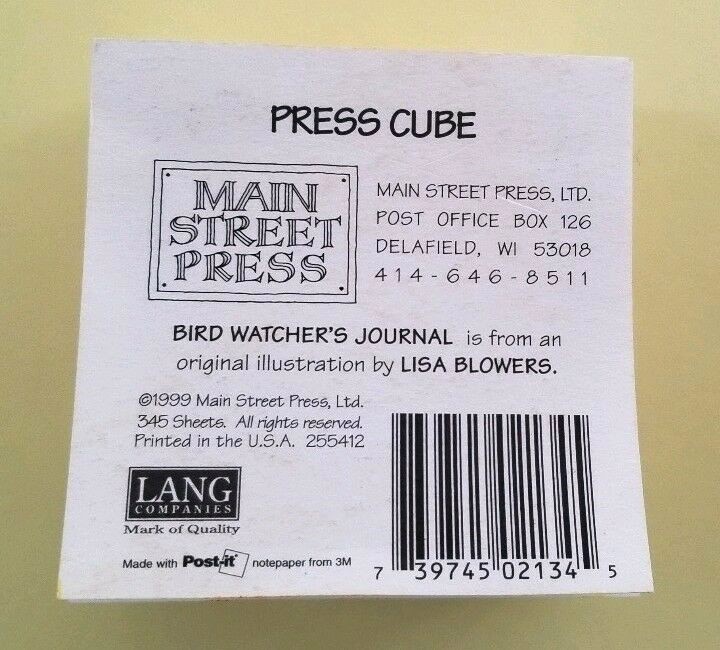 PRESS CUBE
MAIN
STREET
PRESS
MAIN STREET PRESS, LTD.
POST OFFICE BOX 126
DELAFIELD, WI 53018
414-646-8511
BIRD WATCHER'S JOURNAL is from an
original illustration by LISA BLOWERS.
©1999 Main Street Press, Ltd.
345 Sheets. All rights reserved.
Printed in the U.S.A. 255412
LANG
COMPANIES
Mark of Quality
Made with Post-it notepaper from 3M
7 39745 02134 5